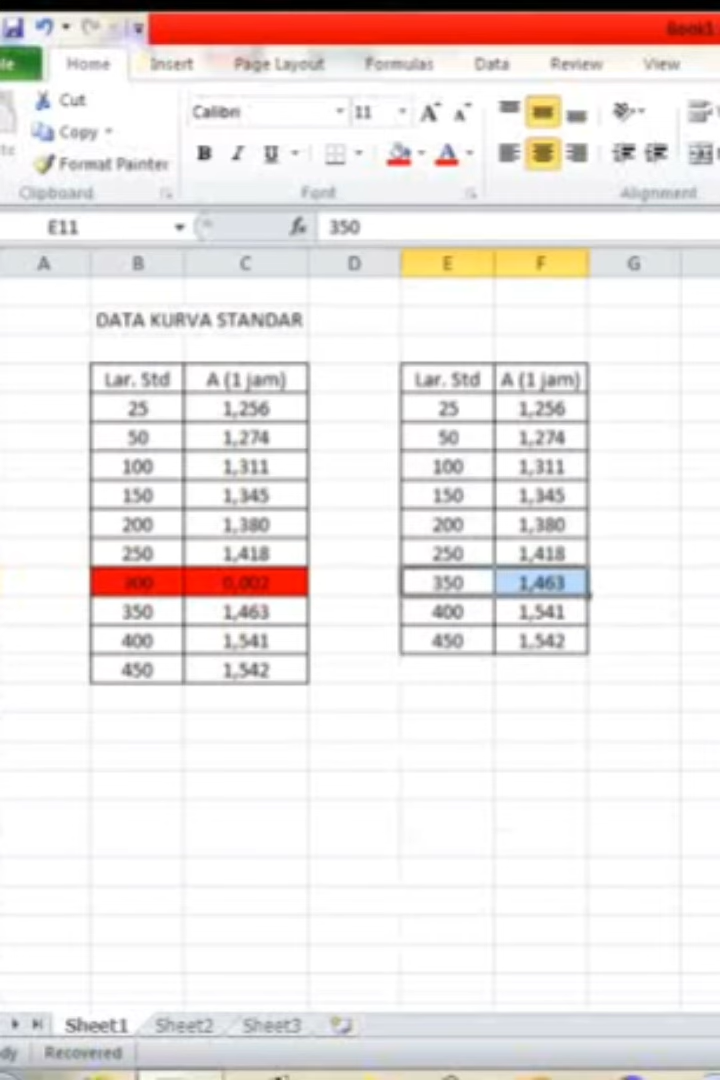 Book1
Home Insert Page Layout Formulas Data Review View
Cut
Copy
Format Painter
Calibri 11
B I U A
Clipboard Font Alignment
E11 fx 350
A B C D E F G
DATA KURVA STANDAR
Lar. Std A (1 jam) Lar. Std A (1 jam)
25 1,256 25 1,256
50 1,274 50 1,274
100 1,311 100 1,311
150 1,345 150 1,345
200 1,380 200 1,380
250 1,418 250 1,418
300 0,002 350 1,463
350 1,463 400 1,541
400 1,541 450 1,542
450 1,542
Sheet1 Sheet2 Sheet3
Recovered